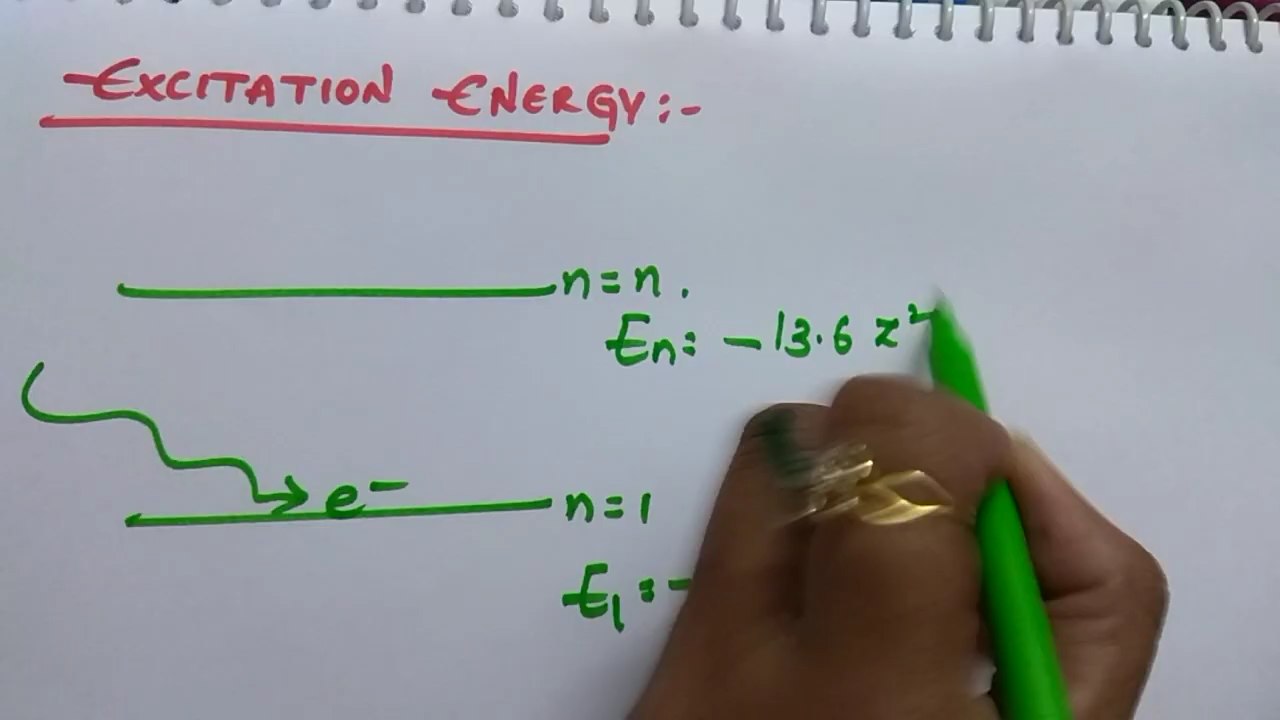 EXCITATION ENERGY:-
n=n.
En= -13.6 z²
e⁻
n=1
E₁ = -